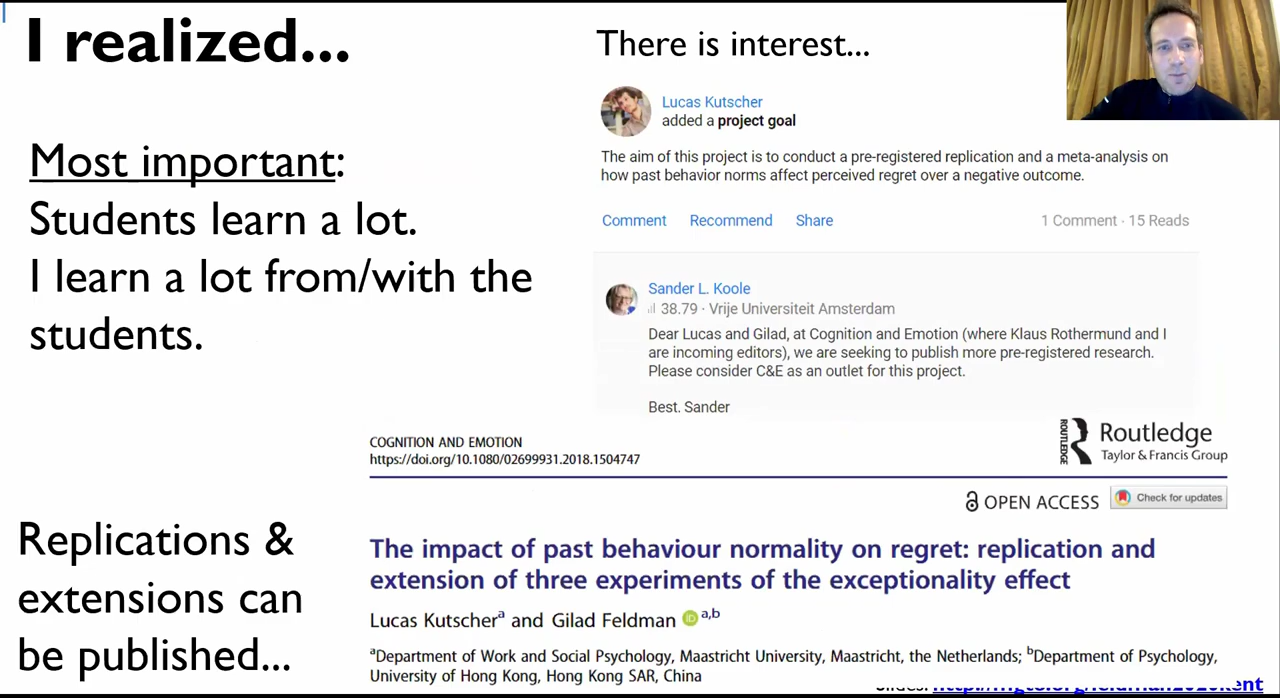 I realized...
Most important:
Students learn a lot.
I learn a lot from/with the
students.
Replications &
extensions can
be published...
There is interest...
Lucas Kutscher
added a project goal
The aim of this project is to conduct a pre-registered replication and a meta-analysis on
how past behavior norms affect perceived regret over a negative outcome.
Comment Recommend Share 1 Comment · 15 Reads
Sander L. Koole
38.79 · Vrije Universiteit Amsterdam
Dear Lucas and Gilad, at Cognition and Emotion (where Klaus Rothermund and I
are incoming editors), we are seeking to publish more pre-registered research.
Please consider C&E as an outlet for this project.
Best. Sander
COGNITION AND EMOTION
https://doi.org/10.1080/02699931.2018.1504747
ROUTLEDGE
Routledge
Taylor & Francis Group
OPEN ACCESS Check for updates
The impact of past behaviour normality on regret: replication and
extension of three experiments of the exceptionality effect
Lucas Kutscherᵃ and Gilad Feldman iD ᵃ,ᵇ
ᵃDepartment of Work and Social Psychology, Maastricht University, Maastricht, the Netherlands; ᵇDepartment of Psychology,
University of Hong Kong, Hong Kong SAR, China